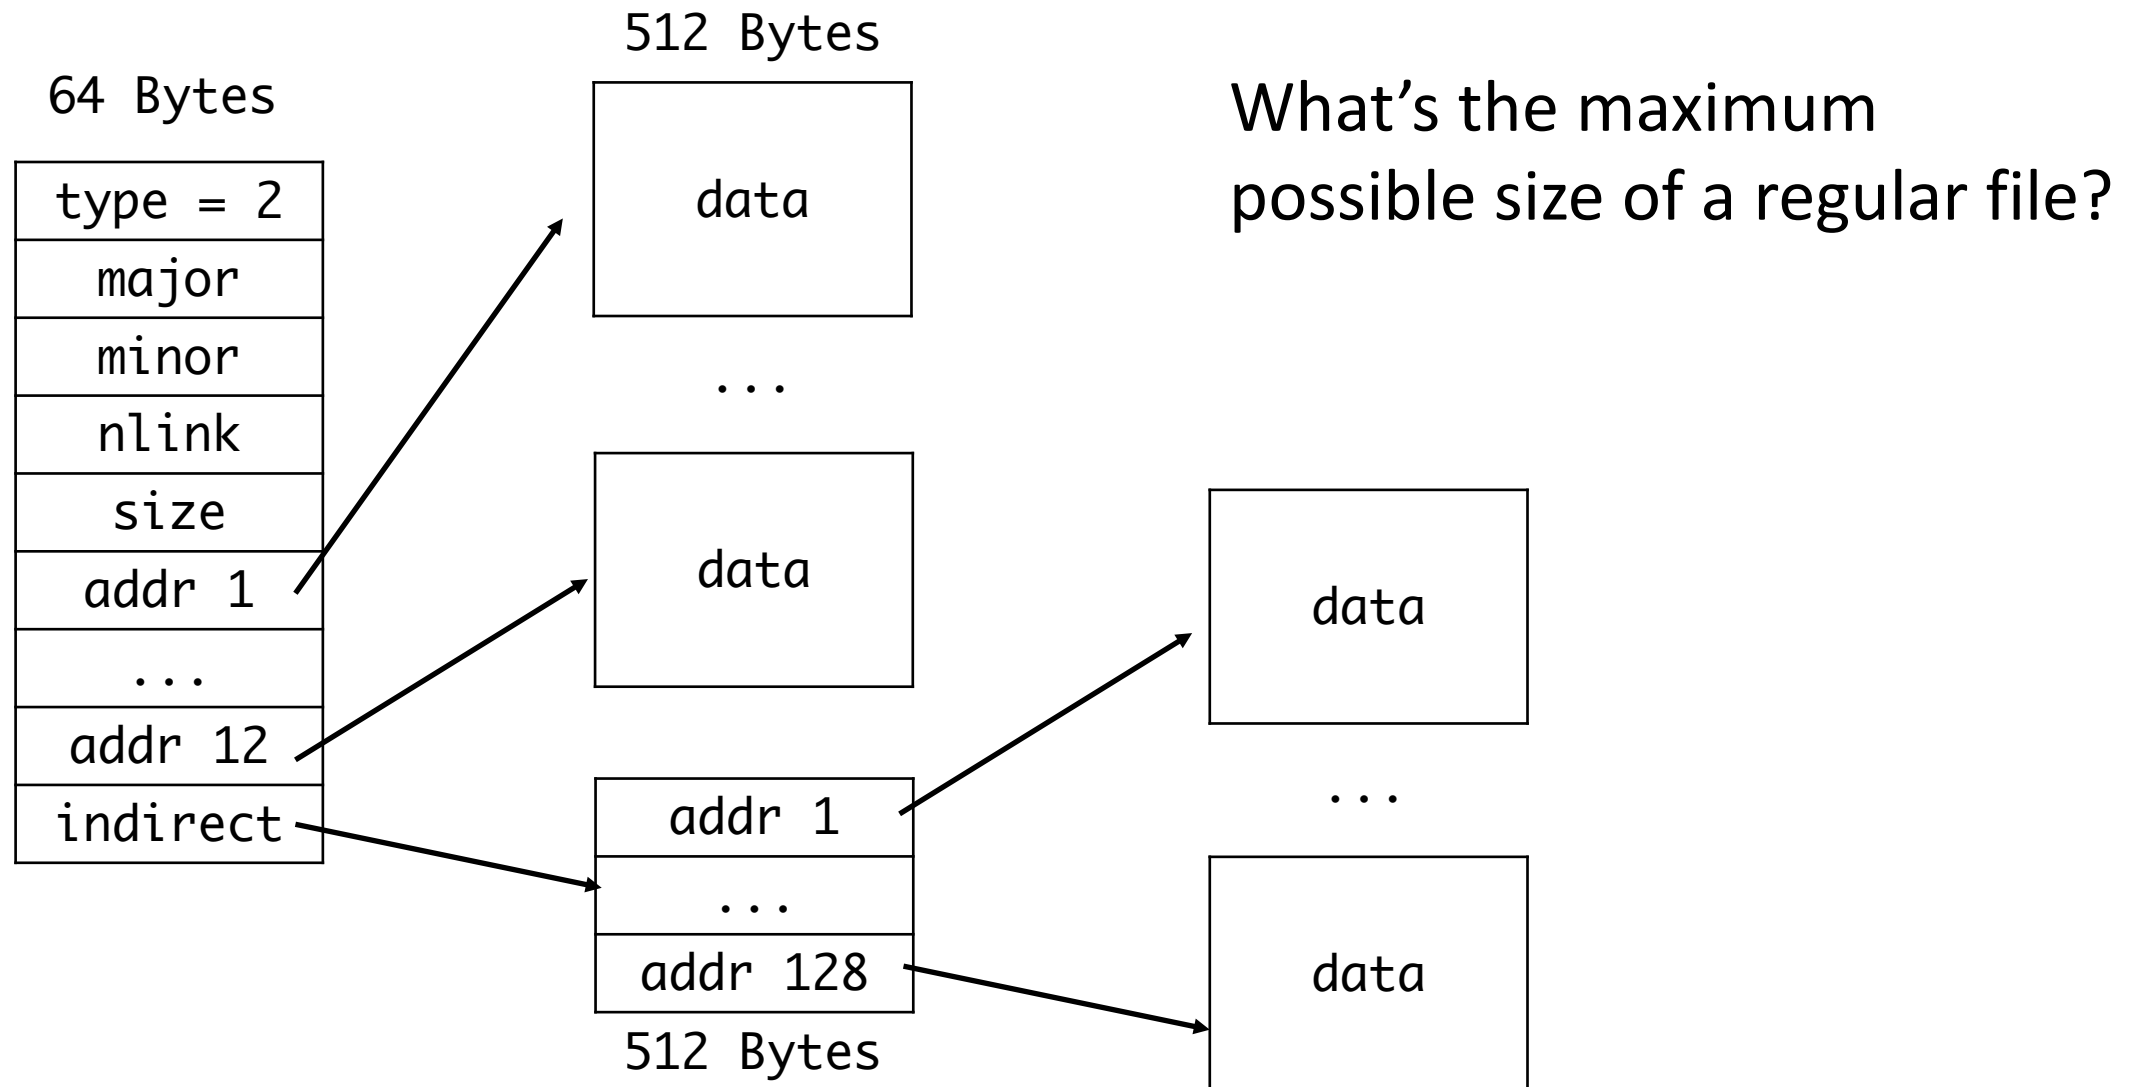 64 Bytes
type = 2
major
minor
nlink
size
addr 1
...
addr 12
indirect
512 Bytes
data
...
data
addr 1
...
addr 128
512 Bytes
data
...
data
What’s the maximum
possible size of a regular file?